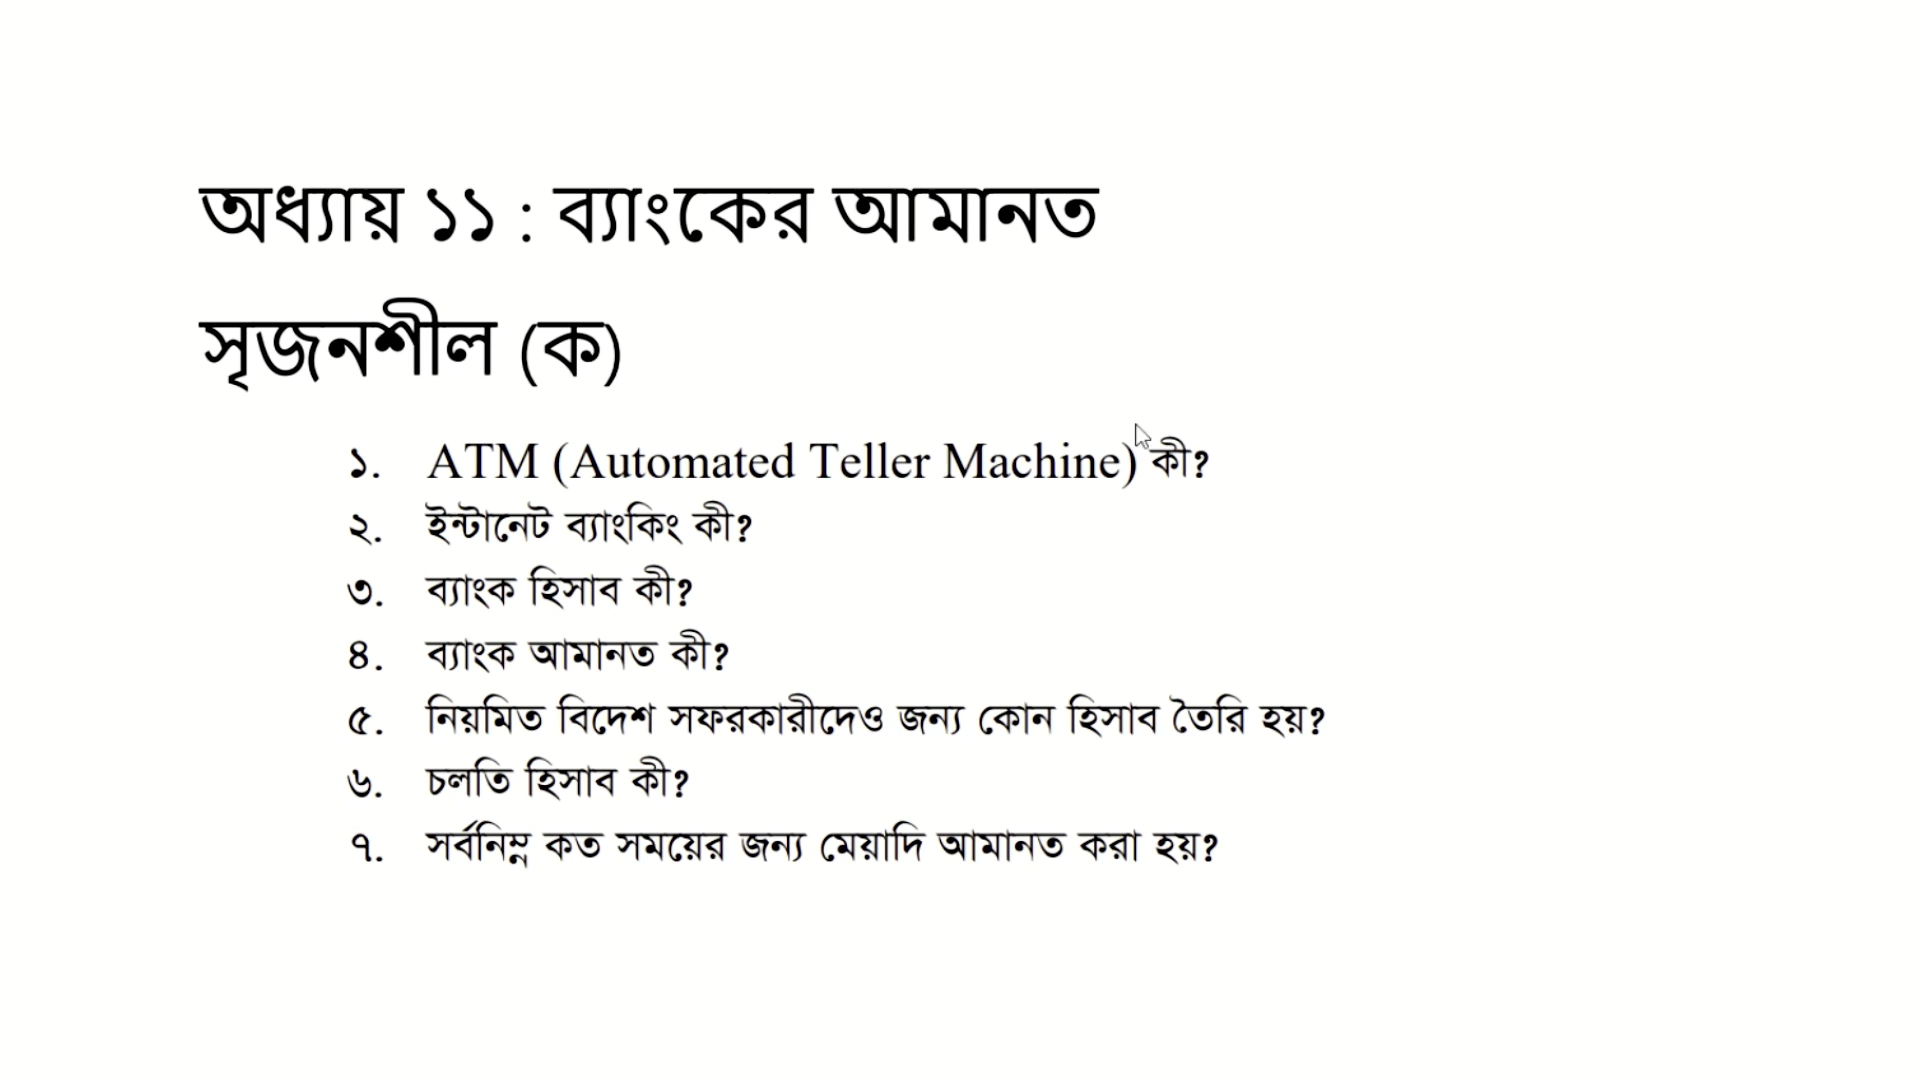 অধ্যায় ১১ : ব্যাংকের আমানত
সৃজনশীল (ক)
১. ATM (Automated Teller Machine) কী?
২. ইন্টানেট ব্যাংকিং কী?
৩. ব্যাংক হিসাব কী?
৪. ব্যাংক আমানত কী?
৫. নিয়মিত বিদেশ সফরকারীদেও জন্য কোন হিসাব তৈরি হয়?
৬. চলতি হিসাব কী?
৭. সর্বনিম্ন কত সময়ের জন্য মেয়াদি আমানত করা হয়?